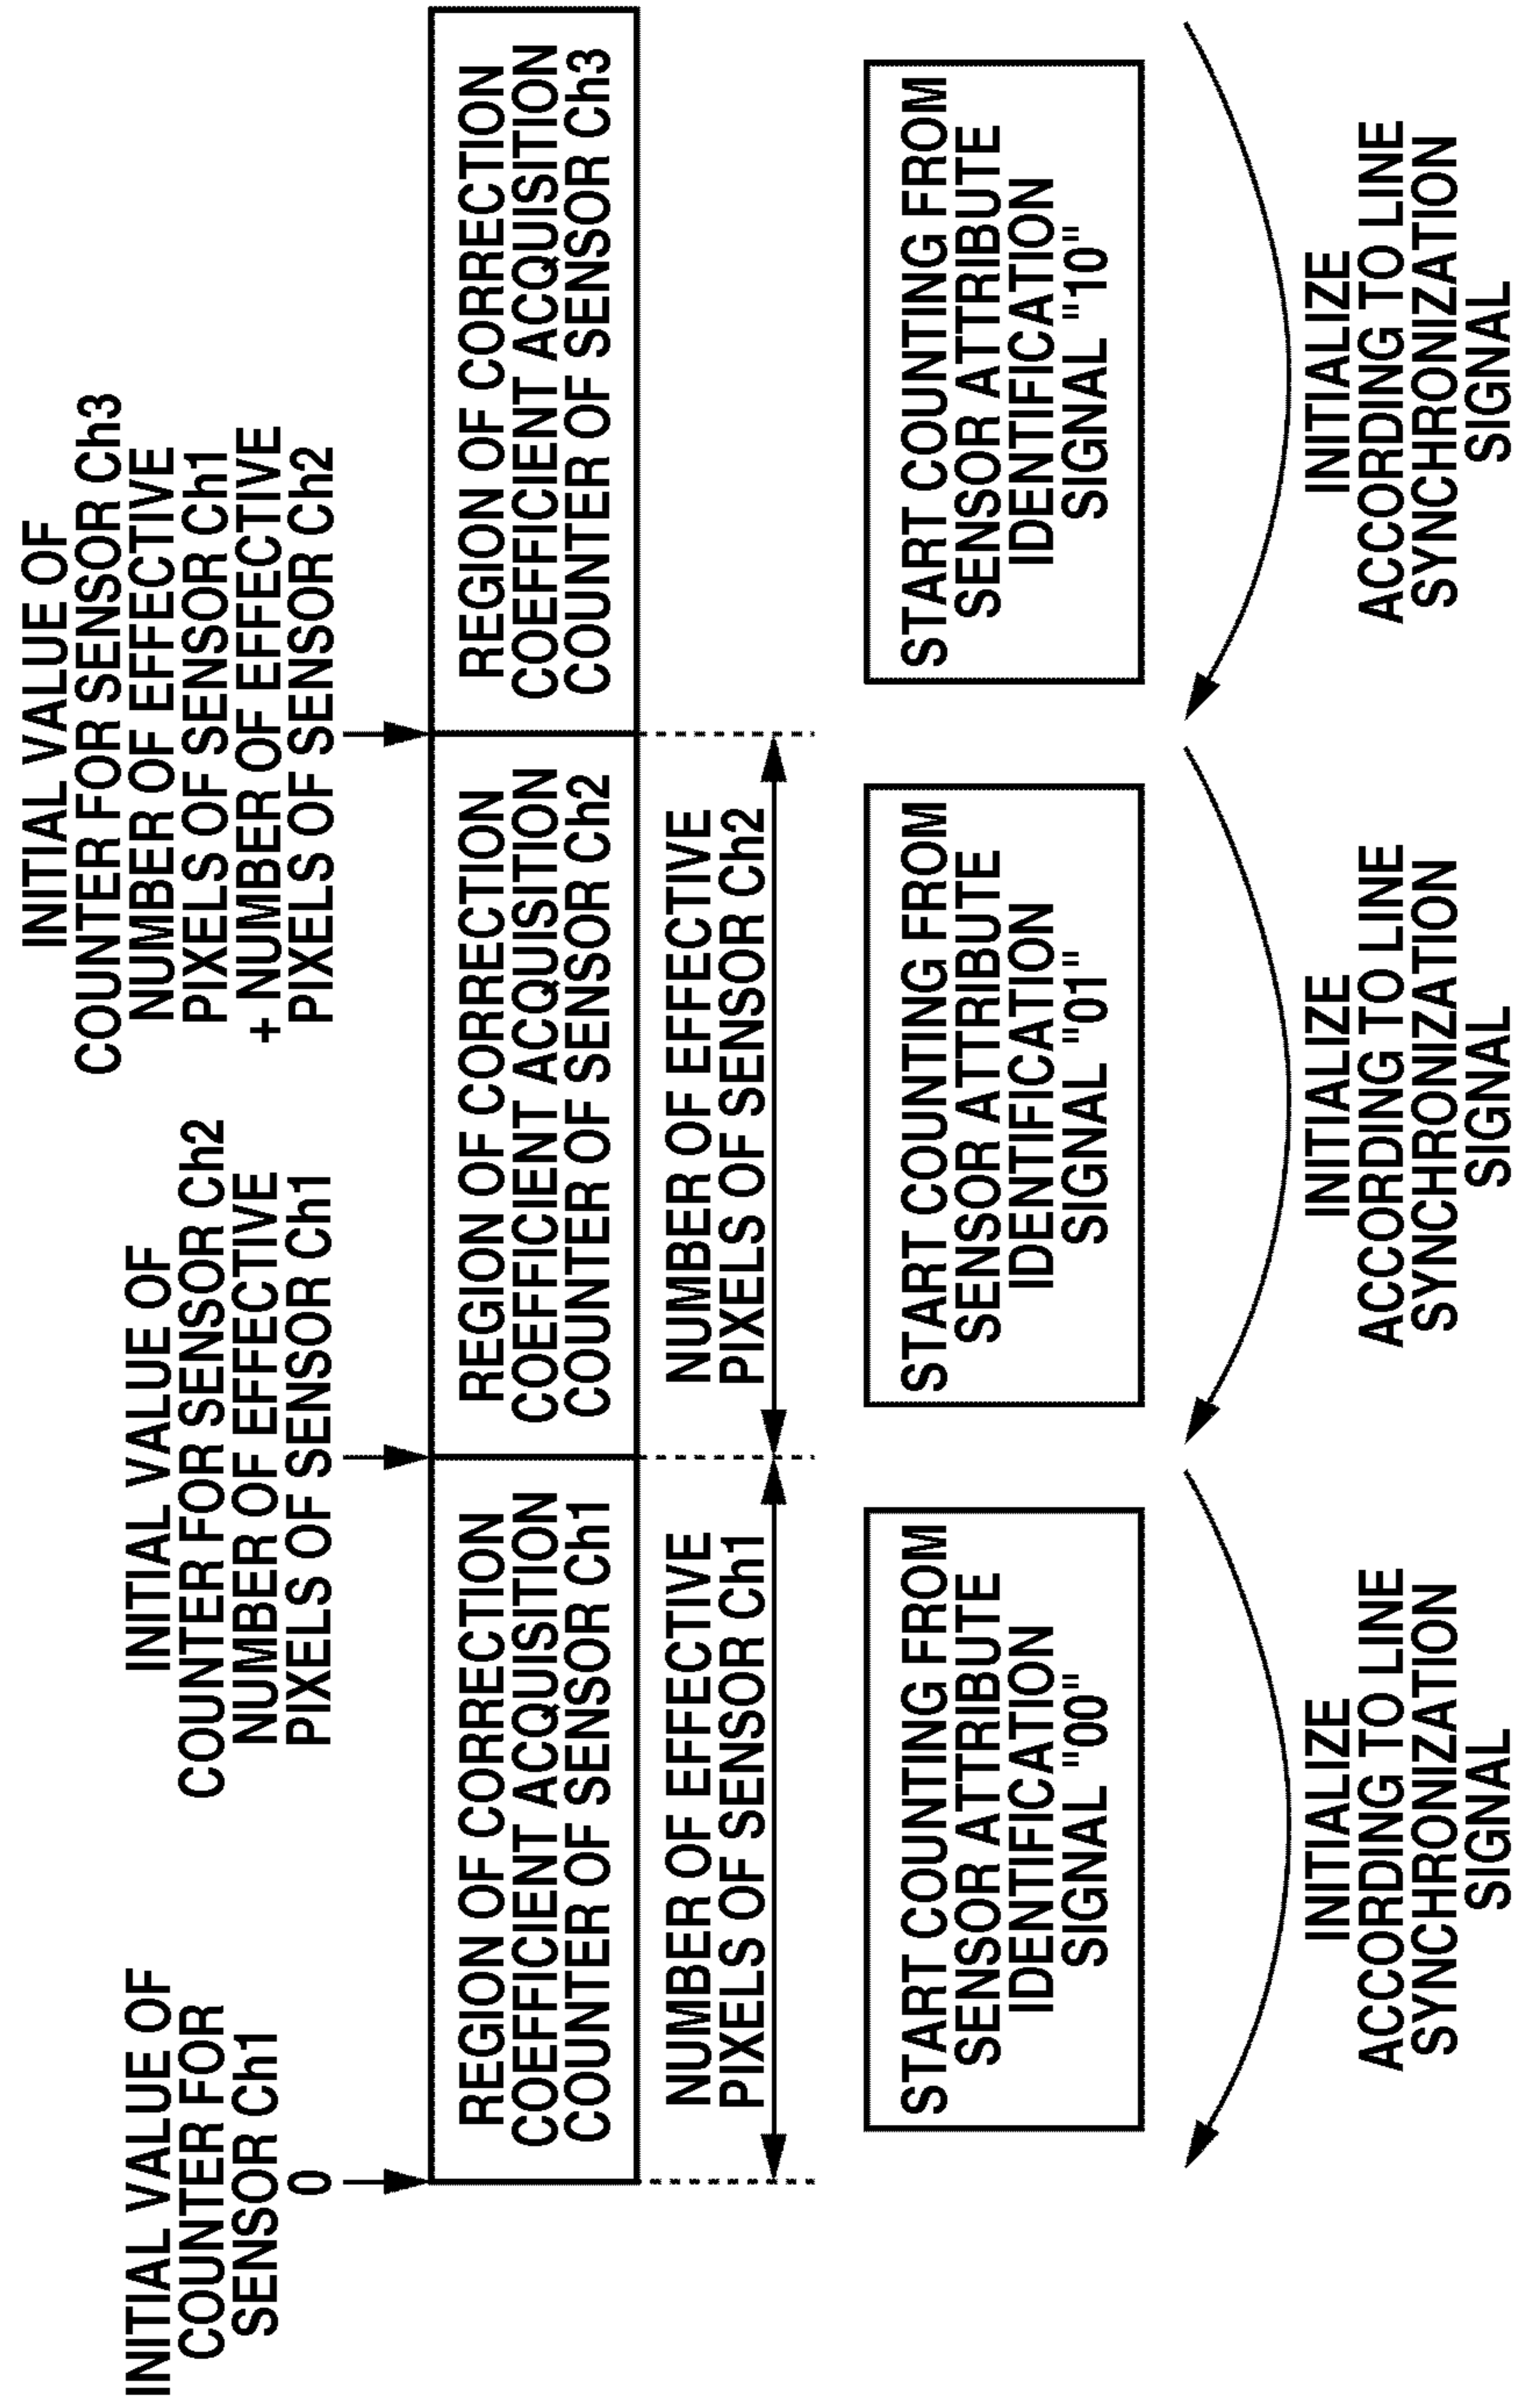 INITIAL VALUE OF
COUNTER FOR
SENSOR Ch1
0
INITIAL VALUE OF
COUNTER FOR SENSOR Ch2
NUMBER OF EFFECTIVE
PIXELS OF SENSOR Ch1
INITIAL VALUE OF
COUNTER FOR SENSOR Ch3
NUMBER OF EFFECTIVE
PIXELS OF SENSOR Ch1
+ NUMBER OF EFFECTIVE
PIXELS OF SENSOR Ch2
REGION OF CORRECTION
COEFFICIENT ACQUISITION
COUNTER OF SENSOR Ch1
REGION OF CORRECTION
COEFFICIENT ACQUISITION
COUNTER OF SENSOR Ch2
REGION OF CORRECTION
COEFFICIENT ACQUISITION
COUNTER OF SENSOR Ch3
NUMBER OF EFFECTIVE
PIXELS OF SENSOR Ch1
NUMBER OF EFFECTIVE
PIXELS OF SENSOR Ch2
START COUNTING FROM
SENSOR ATTRIBUTE
IDENTIFICATION
SIGNAL "00"
START COUNTING FROM
SENSOR ATTRIBUTE
IDENTIFICATION
SIGNAL "01"
START COUNTING FROM
SENSOR ATTRIBUTE
IDENTIFICATION
SIGNAL "10"
INITIALIZE
ACCORDING TO LINE
SYNCHRONIZATION
SIGNAL
INITIALIZE
ACCORDING TO LINE
SYNCHRONIZATION
SIGNAL
INITIALIZE
ACCORDING TO LINE
SYNCHRONIZATION
SIGNAL